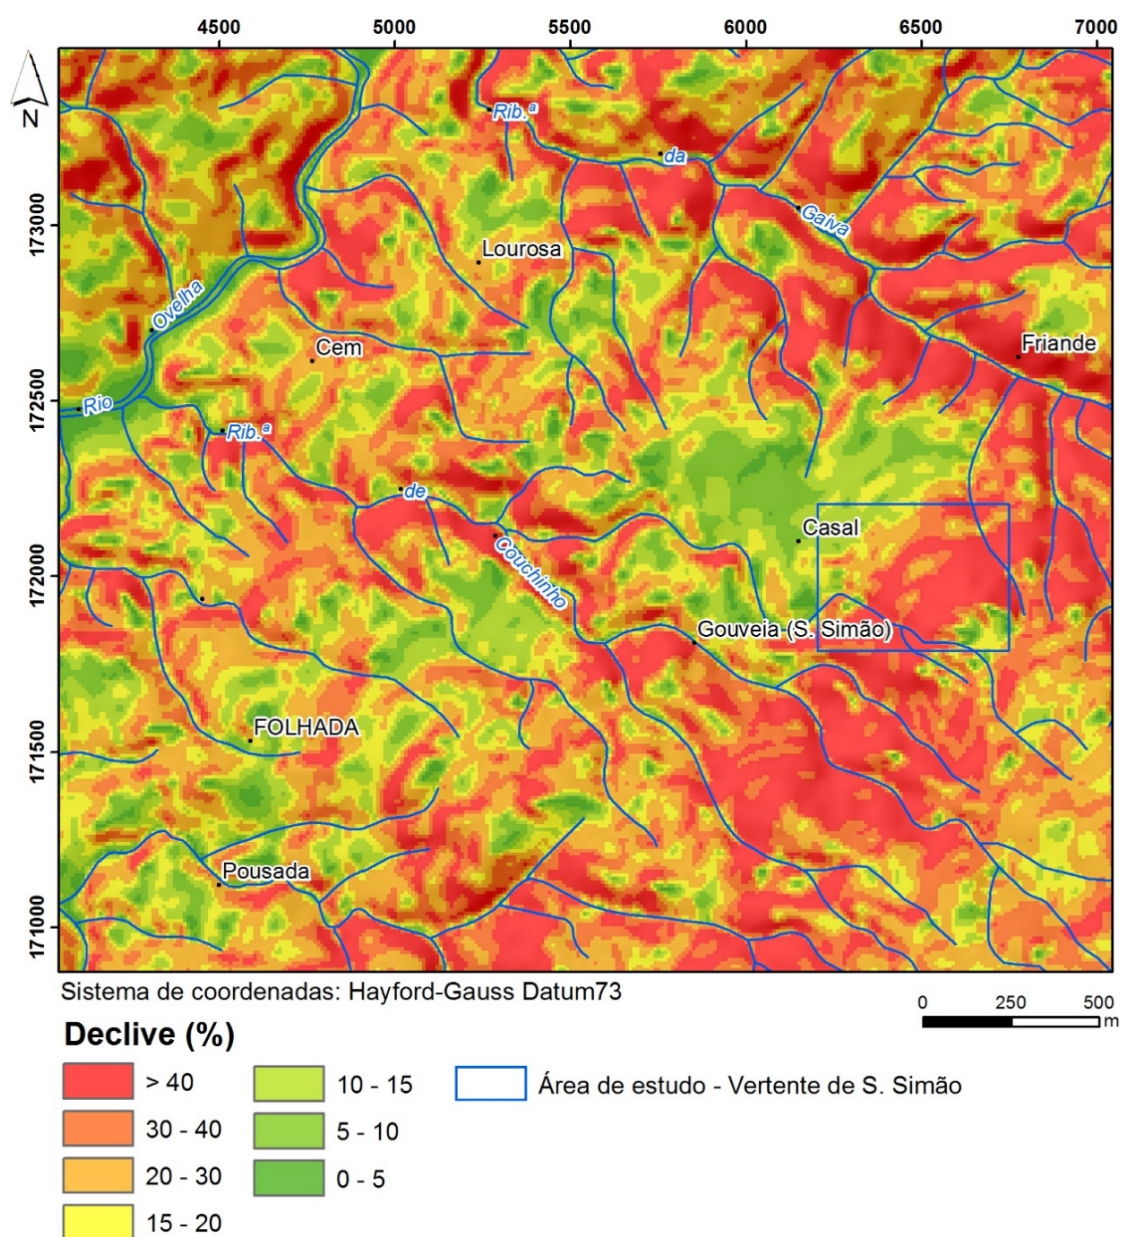 4500 5000 5500 6000 6500 7000
N
173000
172500
172000
171500
171000
Rib.ª
da
Gaiva
Lourosa
Ovelha
Cem
Friande
Rio
Rib.ª
de
Couchinho
Casal
Gouveia (S. Simão)
FOLHADA
Pousada
Sistema de coordenadas: Hayford-Gauss Datum73
0 250 500
m
Declive (%)
> 40
30 - 40
20 - 30
15 - 20
10 - 15
5 - 10
0 - 5
Área de estudo - Vertente de S. Simão